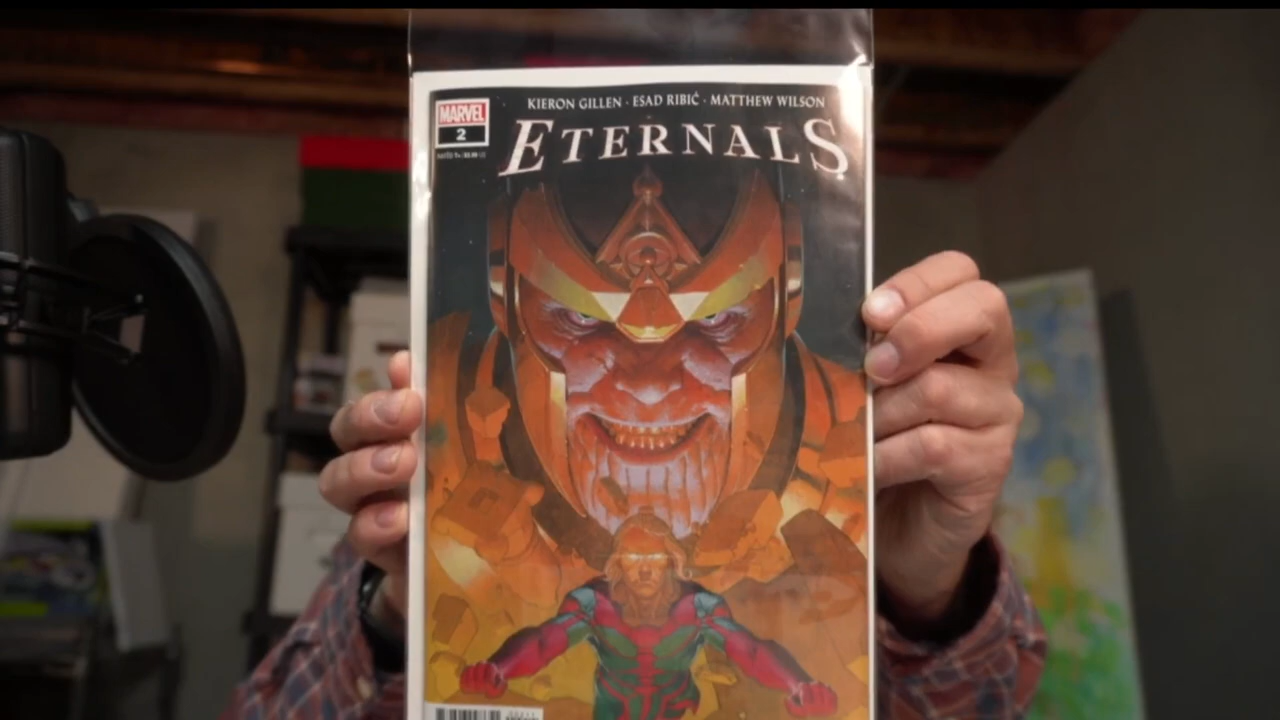 KIERON GILLEN · ESAD RIBIĆ · MATTHEW WILSON
MARVEL
2
ETERNALS